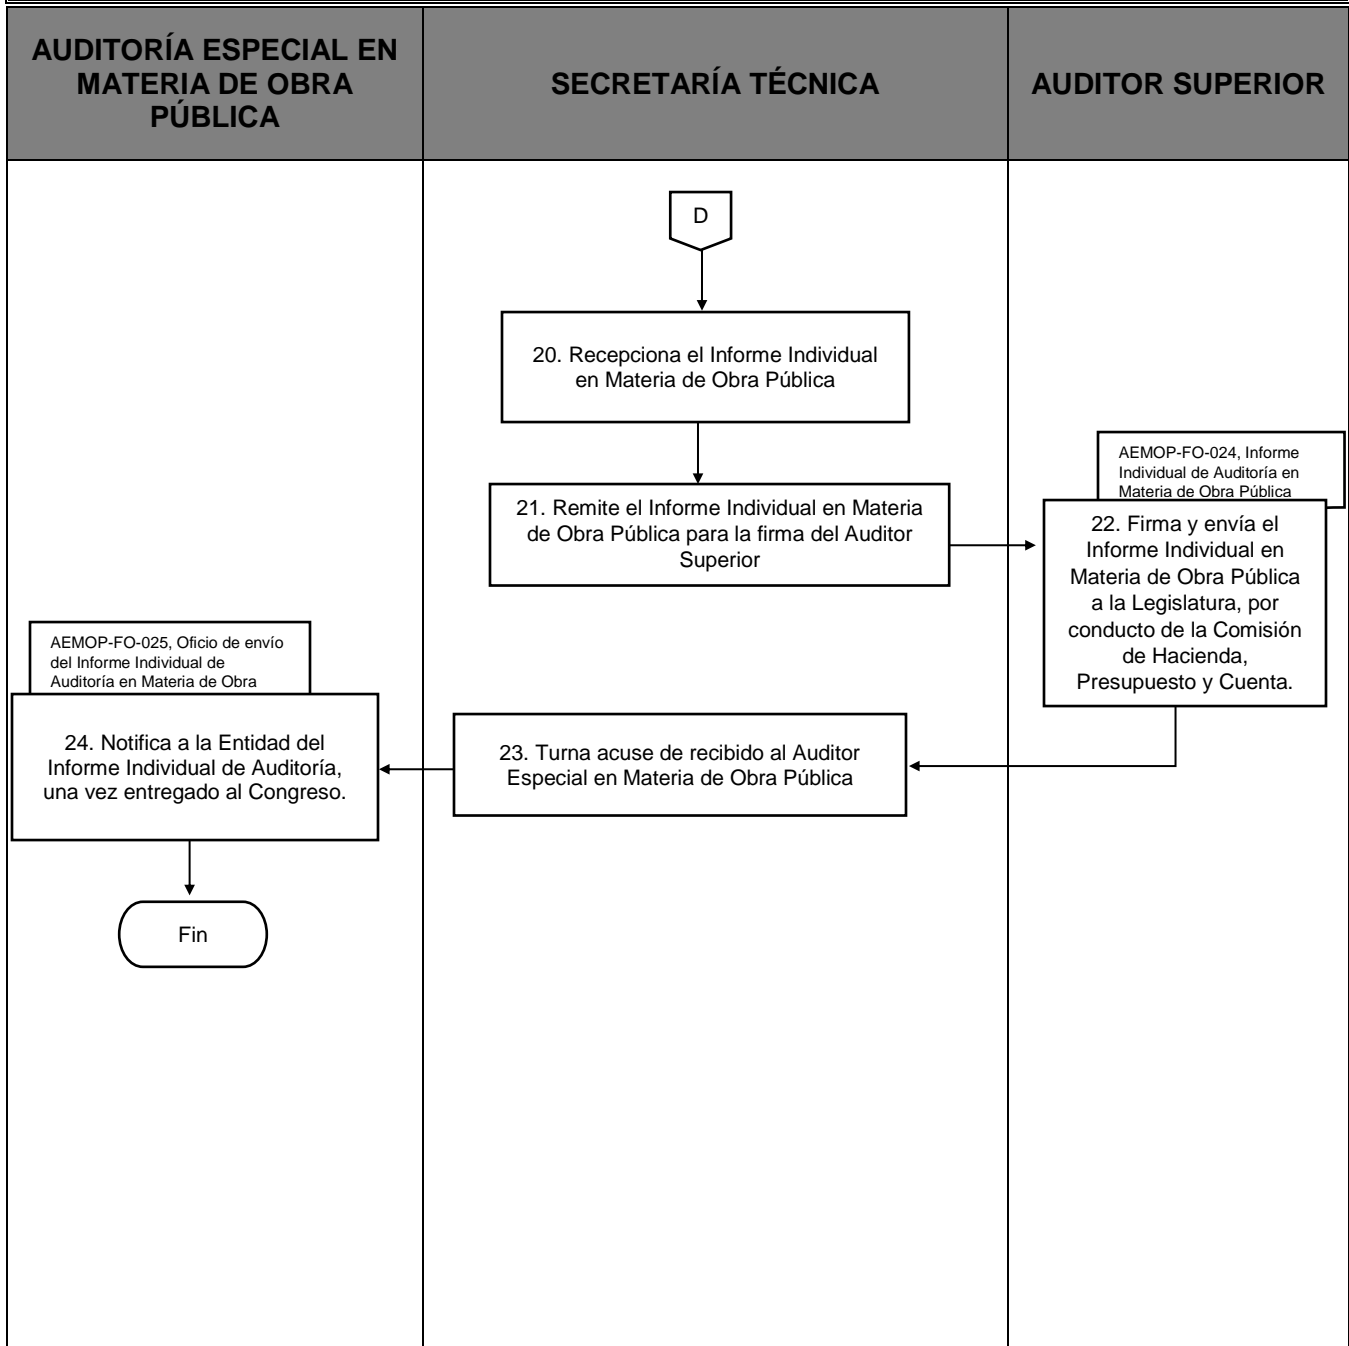 AUDITORÍA ESPECIAL EN
MATERIA DE OBRA
PÚBLICA
SECRETARÍA TÉCNICA
AUDITOR SUPERIOR
D
20. Recepciona el Informe Individual
en Materia de Obra Pública
21. Remite el Informe Individual en Materia
de Obra Pública para la firma del Auditor
Superior
AEMOP-FO-024, Informe
Individual de Auditoría en
Materia de Obra Pública
22. Firma y envía el
Informe Individual en
Materia de Obra Pública
a la Legislatura, por
conducto de la Comisión
de Hacienda,
Presupuesto y Cuenta.
23. Turna acuse de recibido al Auditor
Especial en Materia de Obra Pública
AEMOP-FO-025, Oficio de envío
del Informe Individual de
Auditoría en Materia de Obra
24. Notifica a la Entidad del
Informe Individual de Auditoría,
una vez entregado al Congreso.
Fin